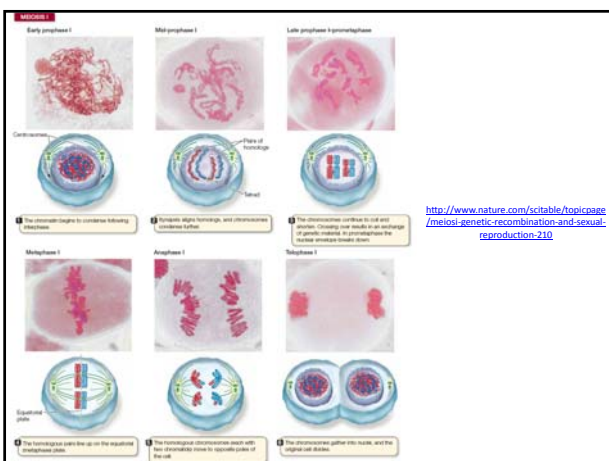 MEIOSIS I
Early prophase I
Mid-prophase I
Late prophase I-prometaphase
Centrosomes
Pairs of
homologs
Tetrad
1 The chromatin begins to condense following
interphase.
2 Synapsis aligns homologs, and chromosomes
condense further.
3 The chromosomes continue to coil and
shorten. Crossing over results in an exchange
of genetic material. In prometaphase the
nuclear envelope breaks down.
http://www.nature.com/scitable/topicpage
/meiosi-genetic-recombination-and-sexual-
reproduction-210
Metaphase I
Anaphase I
Telophase I
Equatorial
plate
4 The homologous pairs line up on the equatorial
(metaphase) plate.
5 The homologous chromosomes (each with
two chromatids) move to opposite poles of
the cell.
6 The chromosomes gather into nuclei, and the
original cell divides.